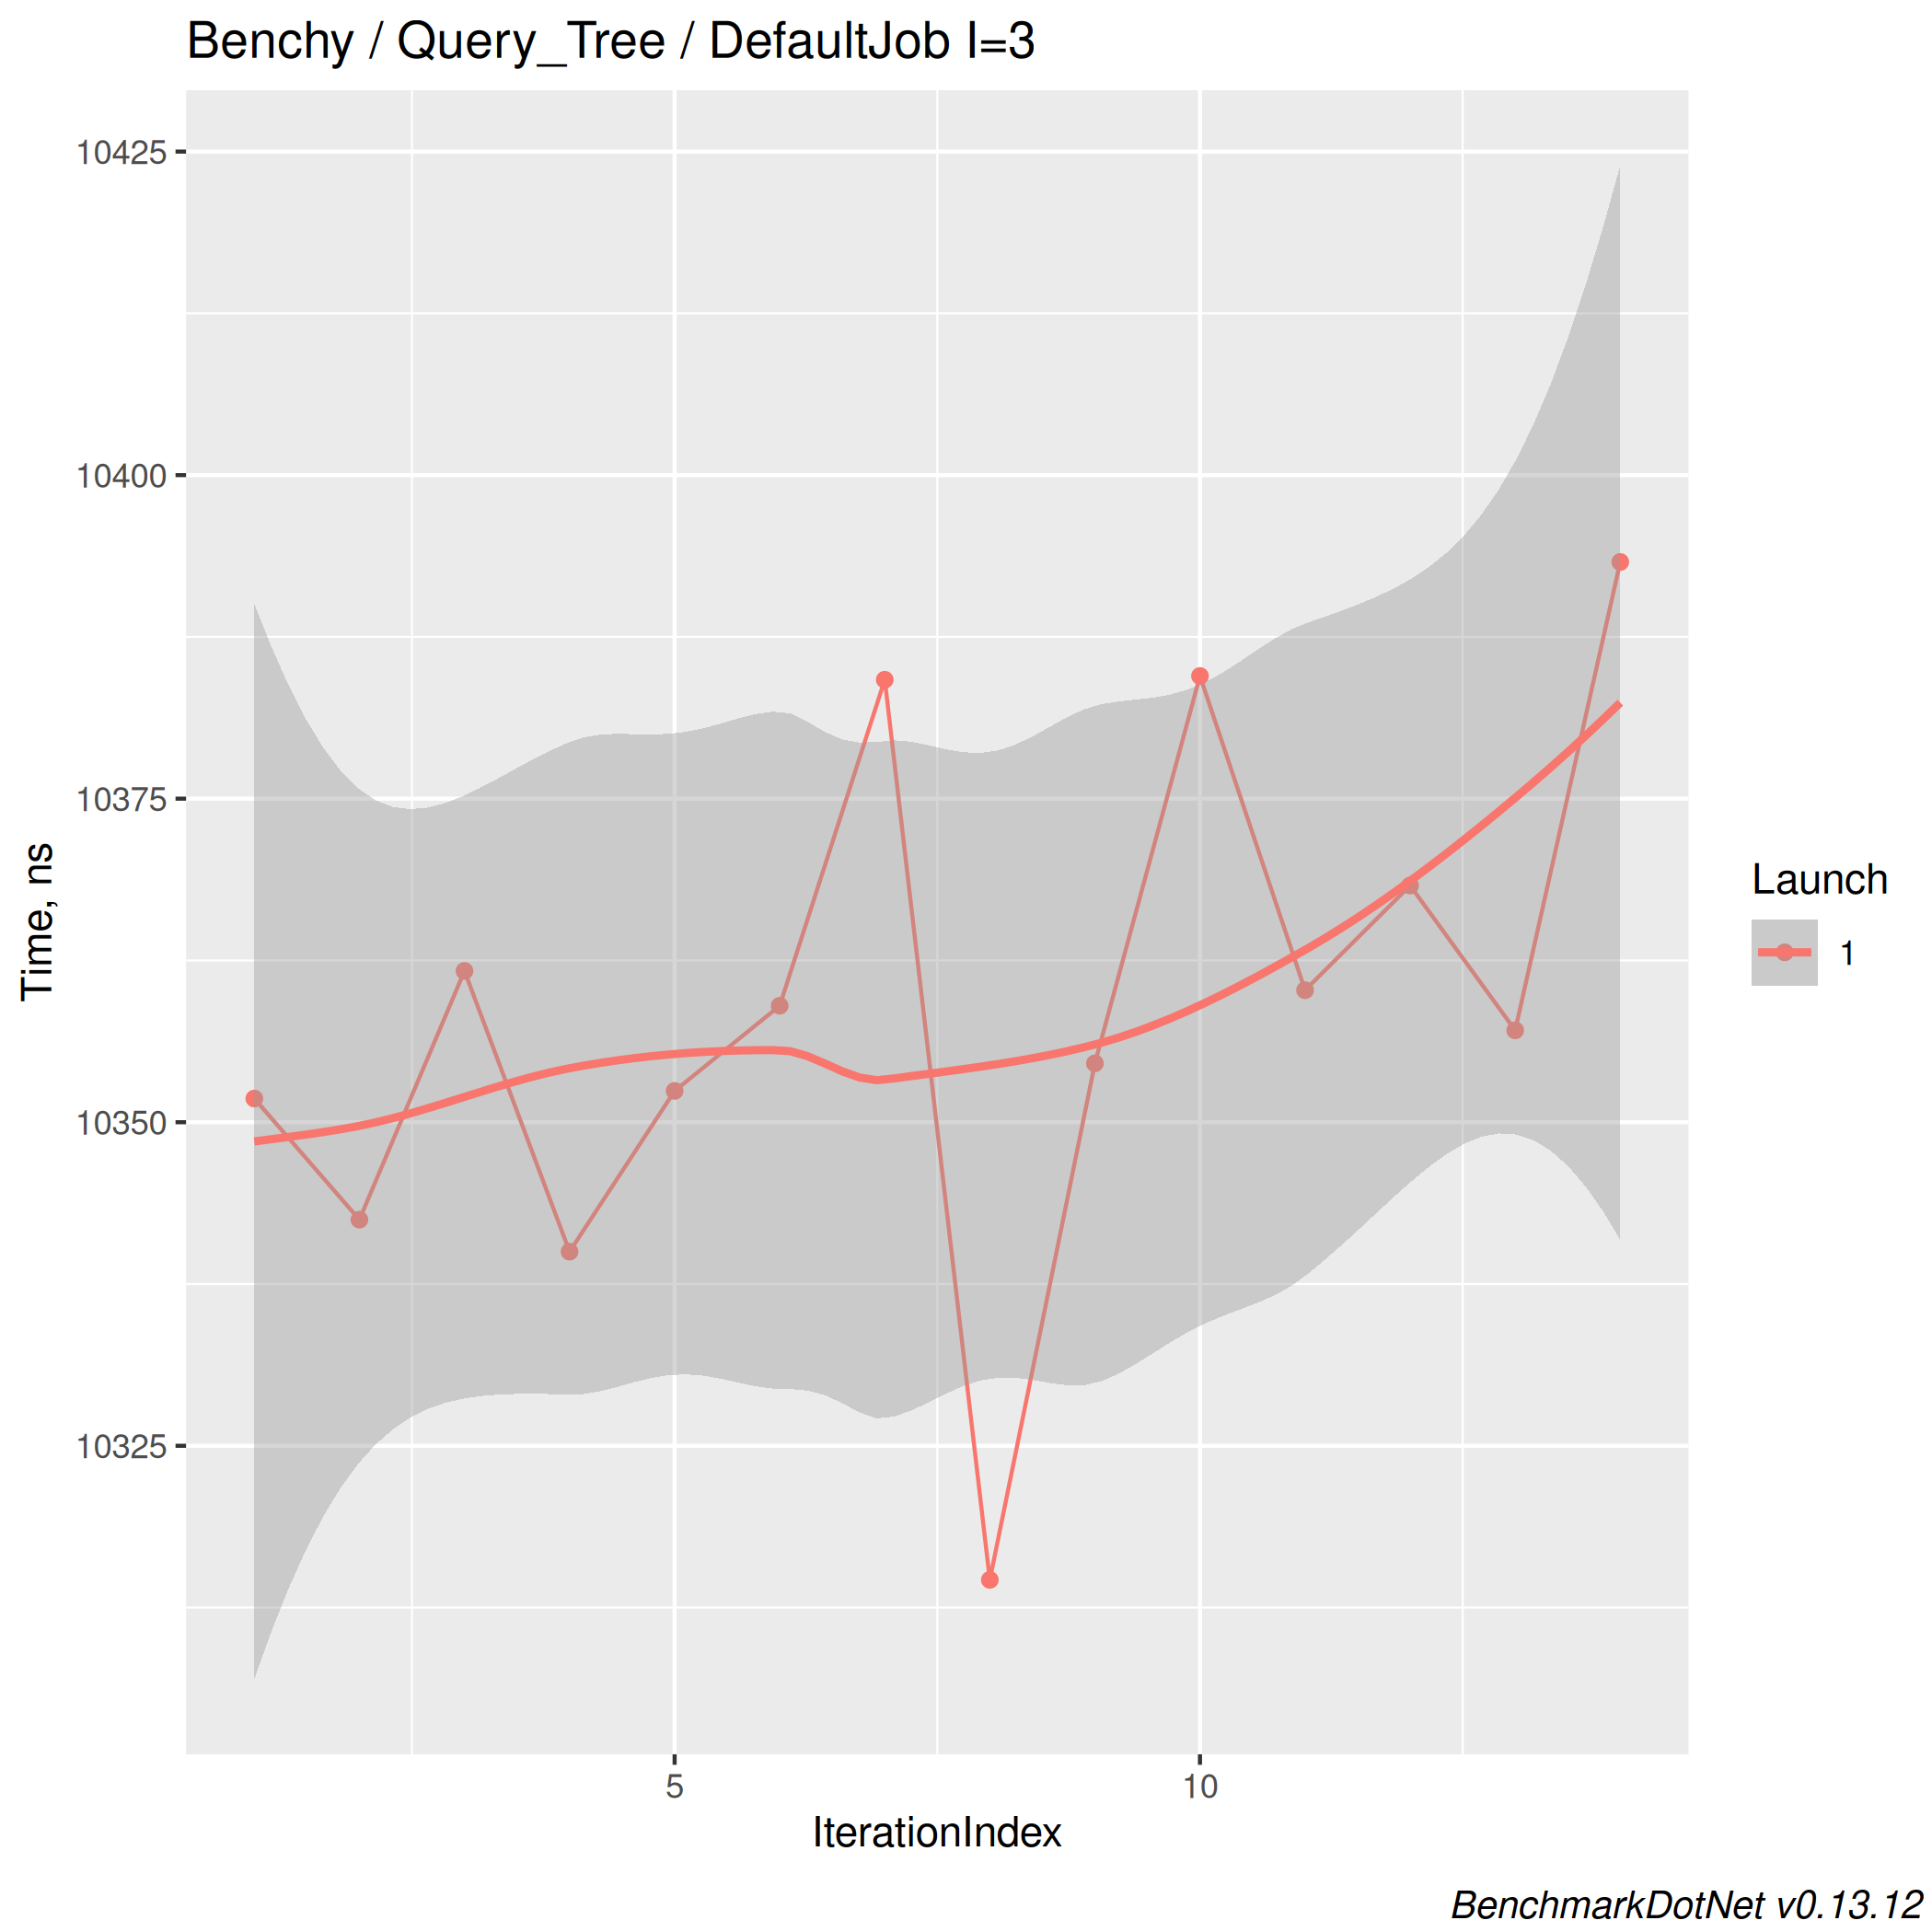 Benchy / Query_Tree / DefaultJob I=3
Time, ns
10425
10400
10375
10350
10325
5
10
IterationIndex
Launch
1
BenchmarkDotNet v0.13.12